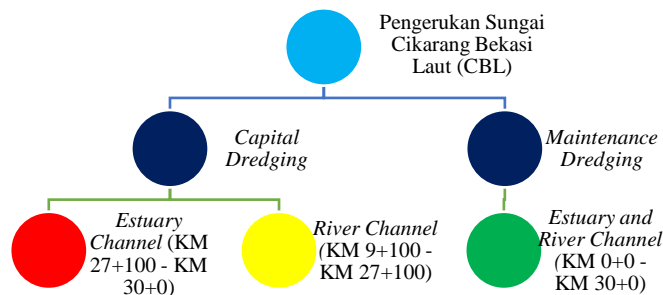 Pengerukan Sungai
Cikarang Bekasi
Laut (CBL)
Capital
Dredging
Maintenance
Dredging
Estuary
Channel (KM
27+100 - KM
30+0)
River Channel
(KM 9+100 -
KM 27+100)
Estuary and
River Channel
(KM 0+0 -
KM 30+0)